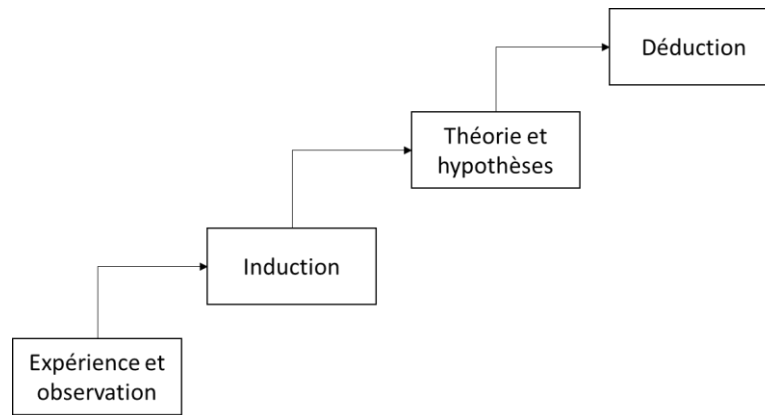 Déduction
Théorie et
hypothèses
Induction
Expérience et
observation